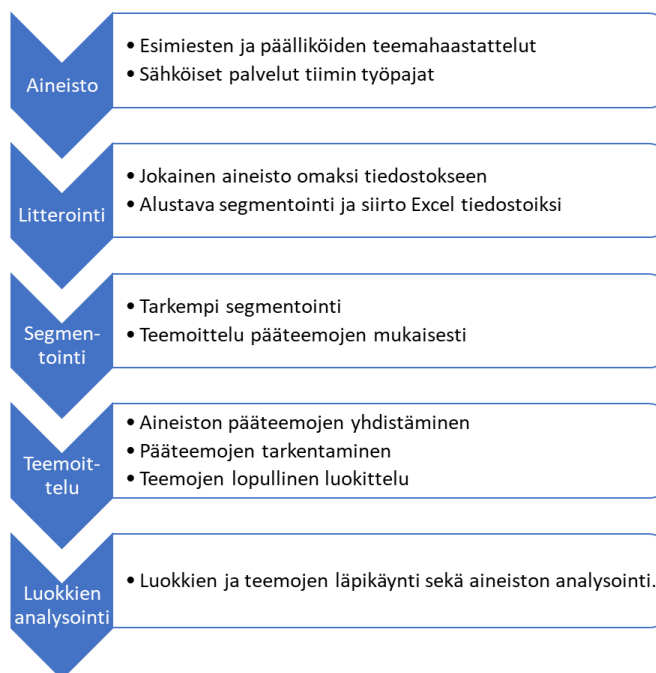 Aineisto
• Esimiesten ja päälliköiden teemahaastattelut
• Sähköiset palvelut tiimin työpajat
Litterointi
• Jokainen aineisto omaksi tiedostokseen
• Alustava segmentointi ja siirto Excel tiedostoiksi
Segmen-
tointi
• Tarkempi segmentointi
• Teemoittelu pääteemojen mukaisesti
Teemoit-
telu
• Aineiston pääteemojen yhdistäminen
• Pääteemojen tarkentaminen
• Teemojen lopullinen luokittelu
Luokkien
analysointi
• Luokkien ja teemojen läpikäynti sekä aineiston analysointi.